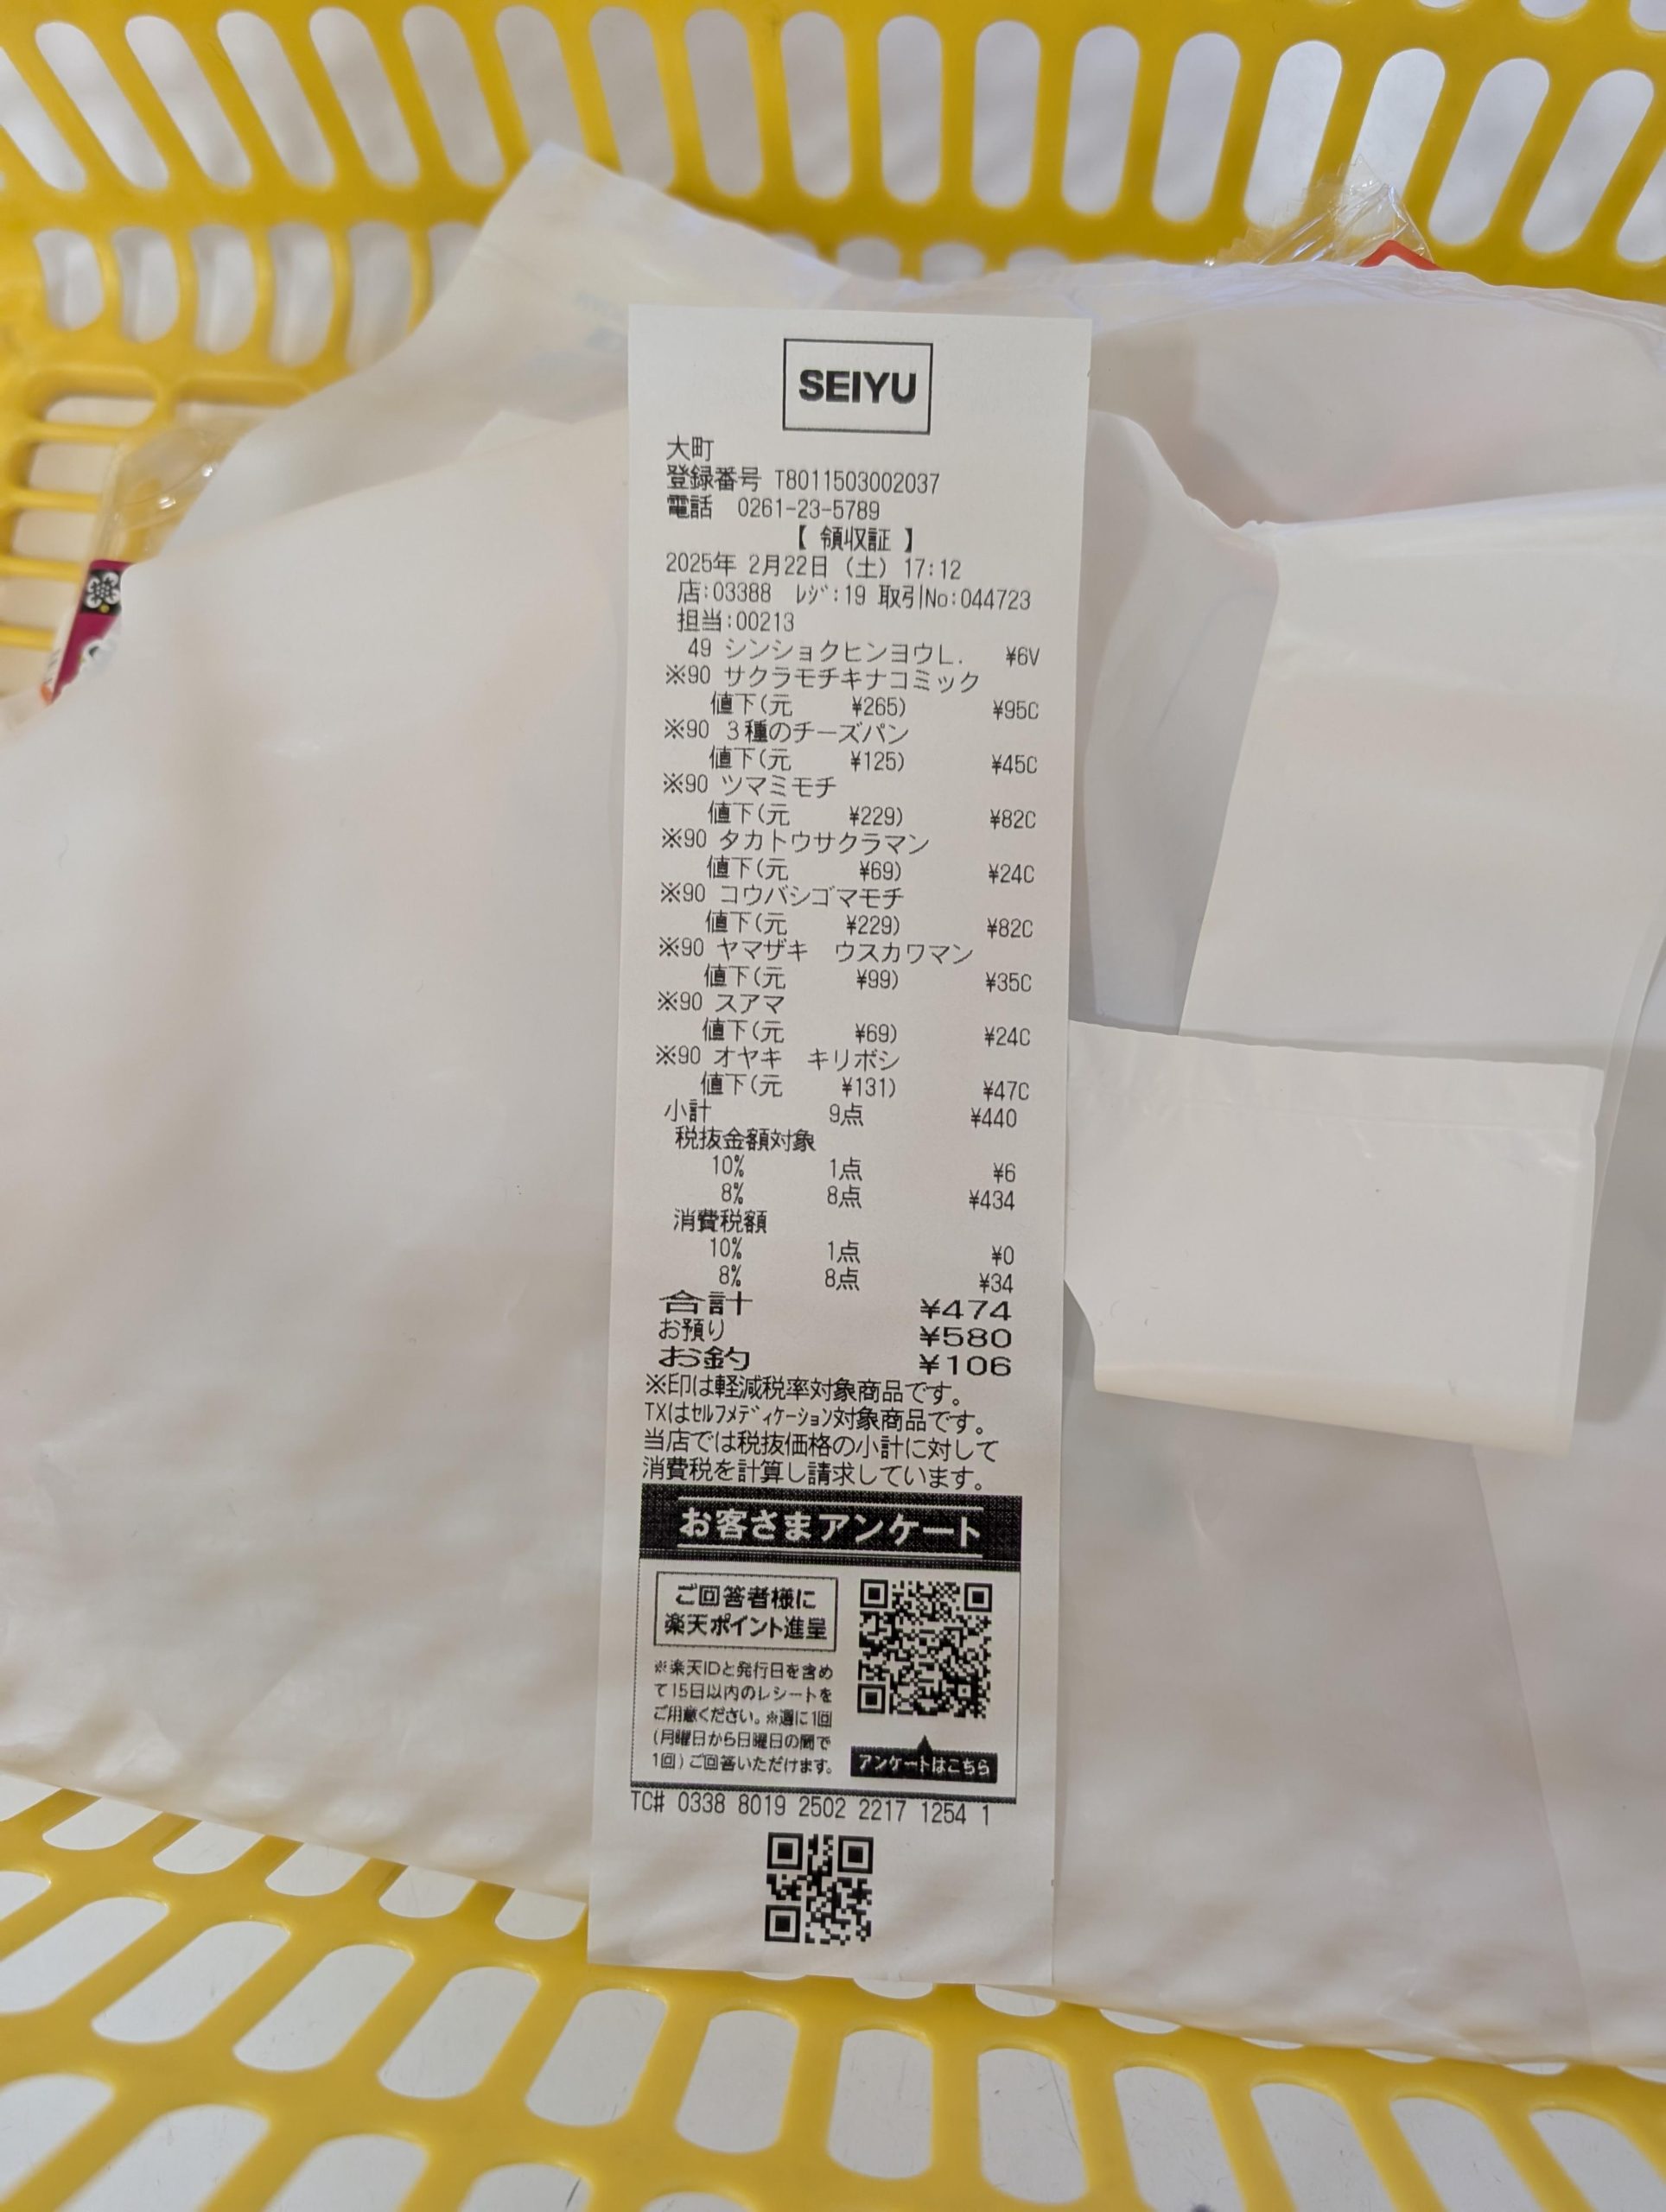 SEIYU
大町
登録番号 T8011503002037
電話 0261-23-5789
【 領収証 】
2025年 2月22日 (土) 17:12
店:03388 ﾚｼﾞ:19 取引No:044723
担当:00213
49 シンショクヒンヨウL. ¥6V
※90 サクラモチキナコミック
値下(元 ¥265) ¥95C
※90 3種のチーズパン
値下(元 ¥125) ¥45C
※90 ツマミモチ
値下(元 ¥229) ¥82C
※90 タカトウサクラマン
値下(元 ¥69) ¥24C
※90 コウバシゴマモチ
値下(元 ¥229) ¥82C
※90 ヤマザキ ウスカワマン
値下(元 ¥99) ¥35C
※90 スアマ
値下(元 ¥69) ¥24C
※90 オヤキ キリボシ
値下(元 ¥131) ¥47C
小計 9点 ¥440
税抜金額対象
10% 1点 ¥6
8% 8点 ¥434
消費税額
10% 1点 ¥0
8% 8点 ¥34
合計 ¥474
お預り ¥580
お釣 ¥106
※印は軽減税率対象商品です。
TXはｾﾙﾌﾒﾃﾞｨｹｰｼｮﾝ対象商品です。
当店では税抜価格の小計に対して
消費税を計算し請求しています。
お客さまアンケート
ご回答者様に
楽天ポイント進呈
※楽天IDと発行日を含め
て15日以内のレシートを
ご用意ください。※週に1回
(月曜日から日曜日の間で
1回)ご回答いただけます。
アンケートはこちら
TC# 0338 8019 2502 2217 1254 1